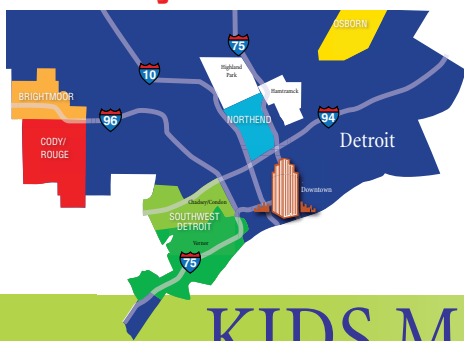 OSBORN
75
Highland
Park
10
Hamtramck
BRIGHTMOOR
96
NORTHEND
94
CODY/
ROUGE
Detroit
Downtown
Chadsey/Condon
SOUTHWEST
DETROIT
Vernor
75
KIDS M